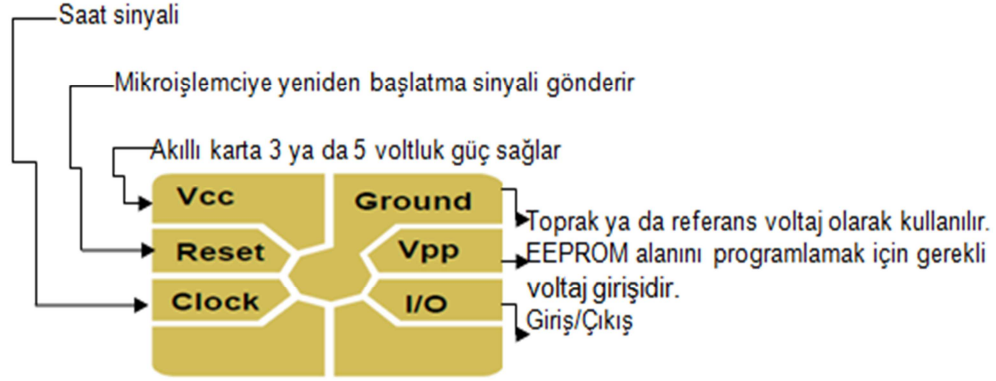 Saat sinyali
Mikroişlemciye yeniden başlatma sinyali gönderir
Akıllı karta 3 ya da 5 voltluk güç sağlar
Vcc
Ground
Toprak ya da referans voltaj olarak kullanılır.
Reset
Vpp
EEPROM alanını programlamak için gerekli
voltaj girişidir.
Clock
I/O
Giriş/Çıkış